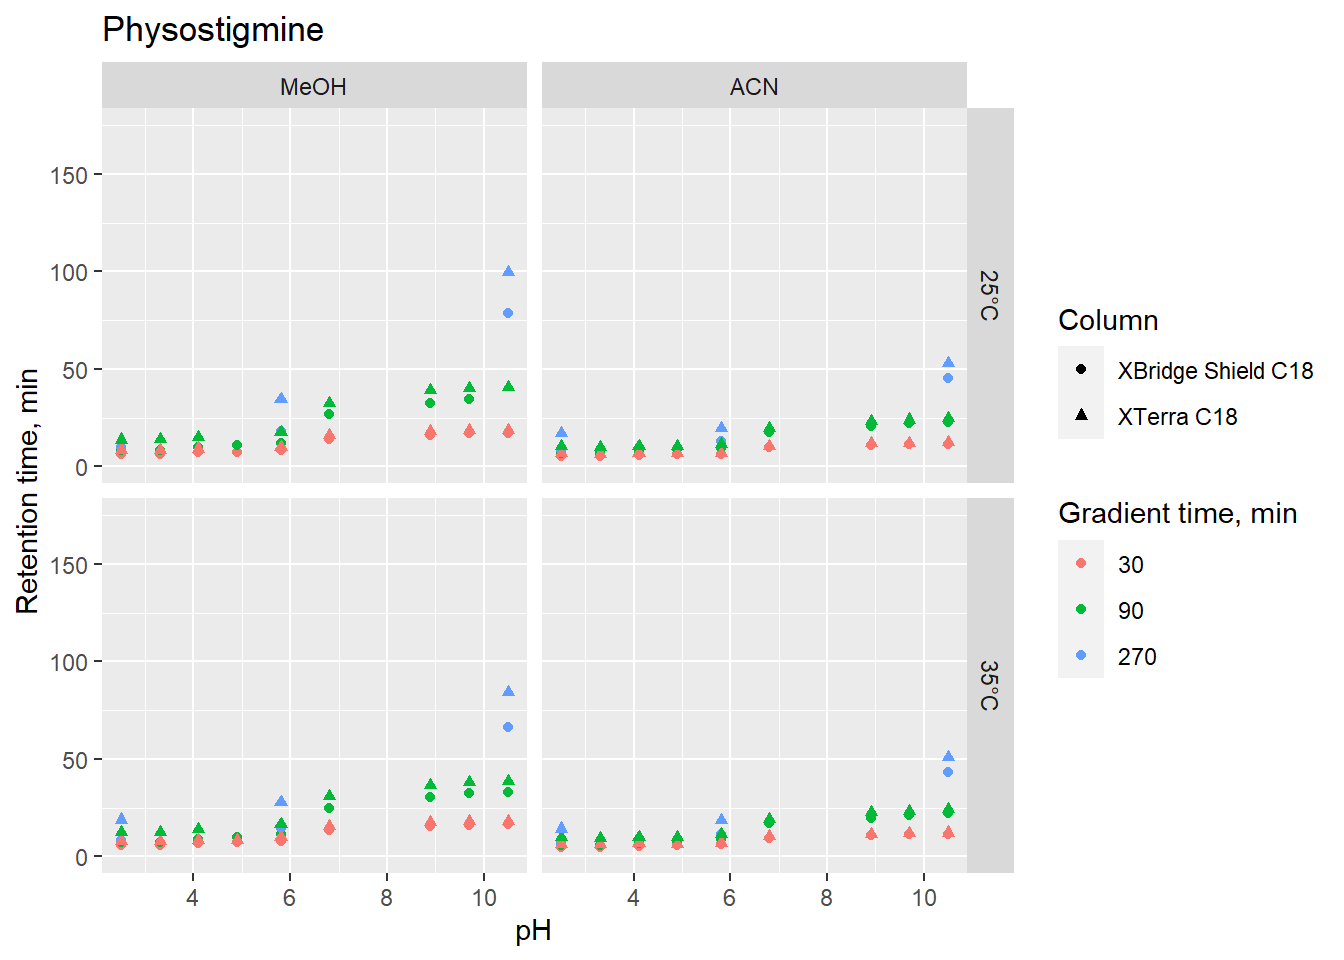 Physostigmine
MeOH
ACN
150
100
50
0
25°C
150
100
50
0
35°C
4
6
8
10
4
6
8
10
pH
Retention time, min
Column
XBridge Shield C18
XTerra C18
Gradient time, min
30
90
270